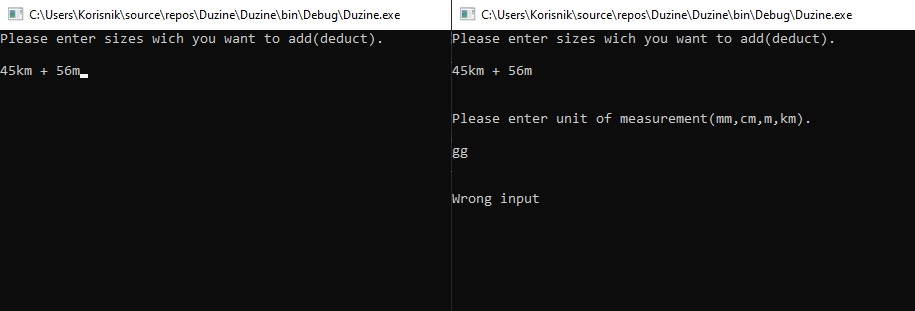 C:\Users\Korisnik\source\repos\Duzine\Duzine\bin\Debug\Duzine.exe
Please enter sizes wich you want to add(deduct).
45km + 56m
C:\Users\Korisnik\source\repos\Duzine\Duzine\bin\Debug\Duzine.exe
Please enter sizes wich you want to add(deduct).
45km + 56m
Please enter unit of measurement(mm,cm,m,km).
gg
Wrong input